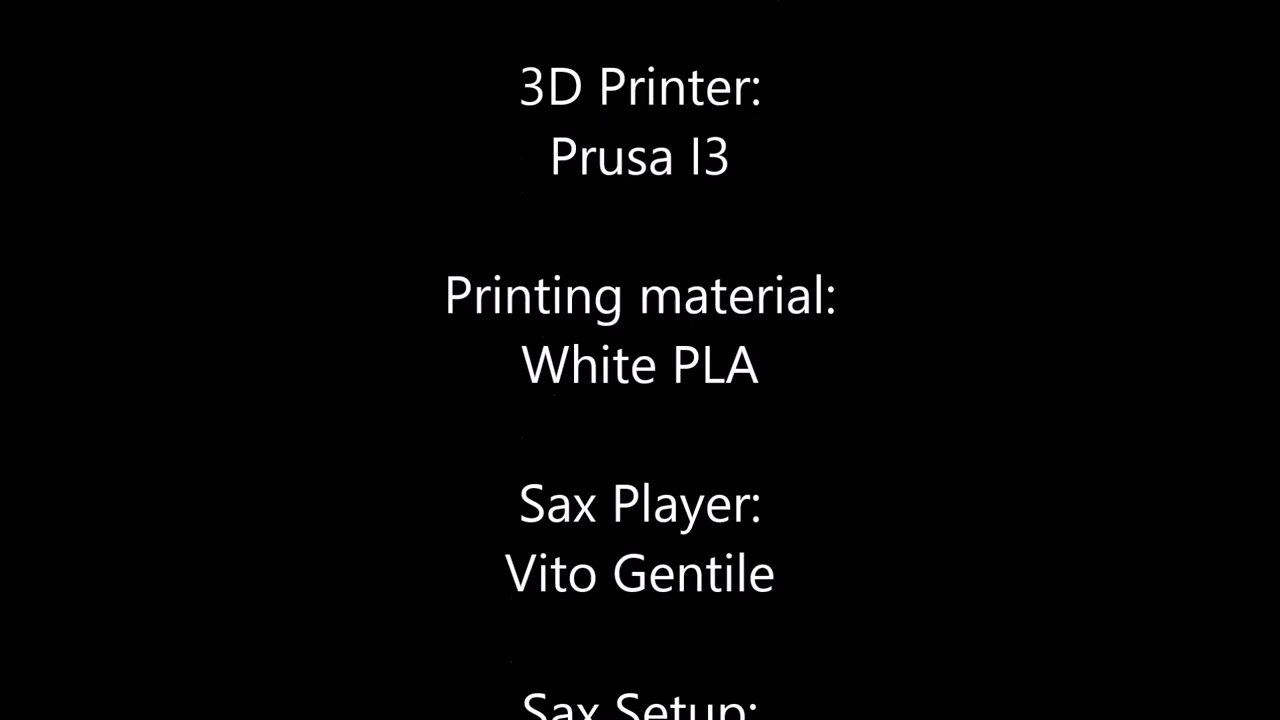 3D Printer:
Prusa I3
Printing material:
White PLA
Sax Player:
Vito Gentile
Sax Setup: